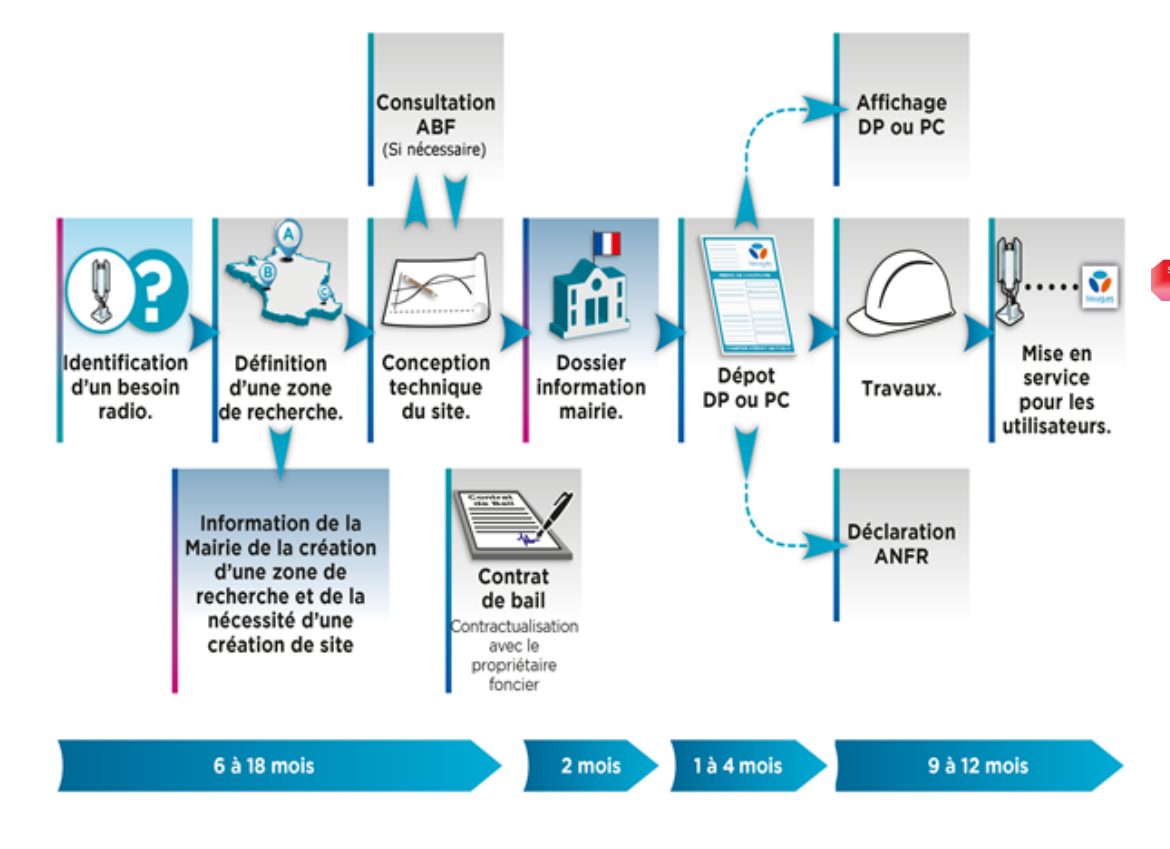 Consultation
ABF
(Si nécessaire)
Affichage
DP ou PC
A
B
C
?
Identification
d'un besoin
radio.
Définition
d'une zone
de recherche.
Conception
technique
du site.
Dossier
information
mairie.
Dépot
DP ou PC
Travaux.
Mise en
service
pour les
utilisateurs.
Information de la
Mairie de la création
d'une zone de
recherche et de la
nécessité d'une
création de site
Contrat
de Bail
Contrat
de bail
Contractualisation
avec le
propriétaire
foncier
Déclaration
ANFR
6 à 18 mois
2 mois
1 à 4 mois
9 à 12 mois